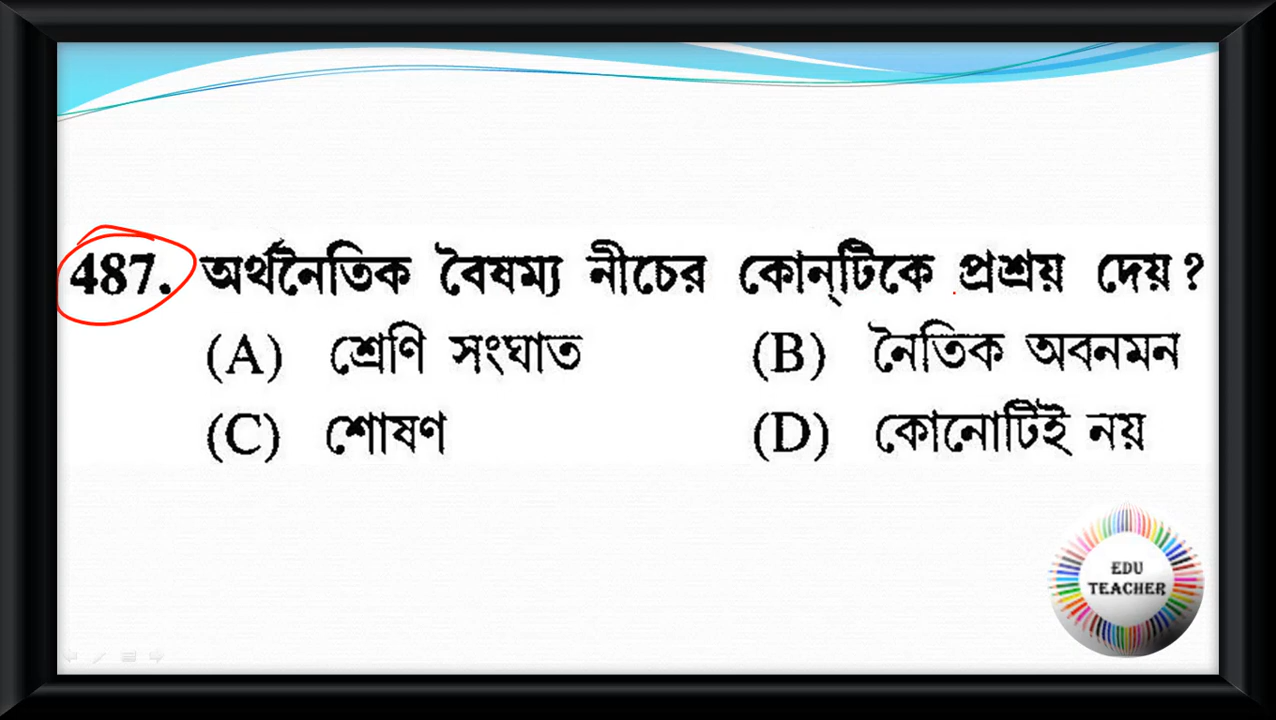 487. অর্থনৈতিক বৈষম্য নীচের কোন্‌টিকে প্রশ্রয় দেয় ?
(A) শ্রেণি সংঘাত (B) নৈতিক অবনমন
(C) শোষণ (D) কোনোটিই নয়
EDU
TEACHER